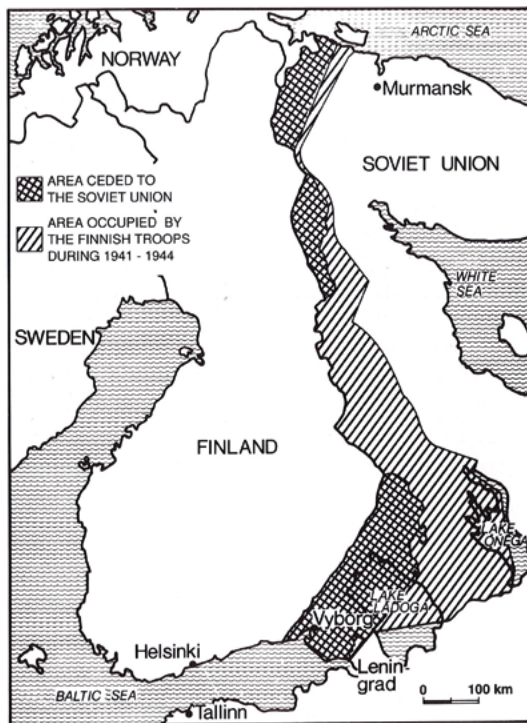 ARCTIC SEA
NORWAY
Murmansk
SOVIET UNION
AREA CEDED TO
THE SOVIET UNION
AREA OCCUPIED BY
THE FINNISH TROOPS
DURING 1941 - 1944
WHITE
SEA
SWEDEN
FINLAND
LAKE
ONEGA
LAKE
LADOGA
Vyborg
Helsinki
Lenin-
grad
0 100 km
BALTIC SEA
Tallinn